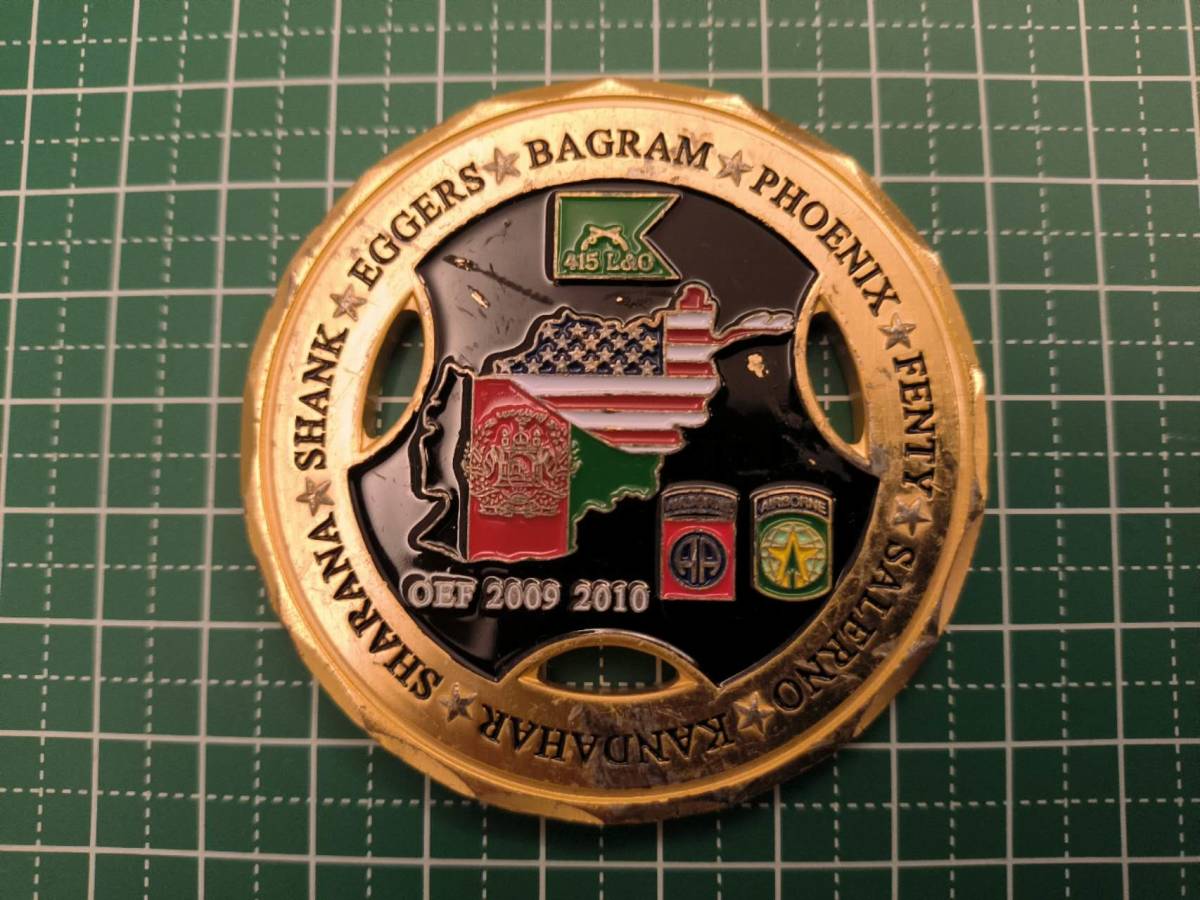 BAGRAM ★ PHOENIX ★ FENTY ★ SALERNO ★ KANDAHAR ★ SHARANA ★ SHANK ★ EGGERS ★
415 L&O
AIRBORNE
AA
AIRBORNE
OEF 2009 2010